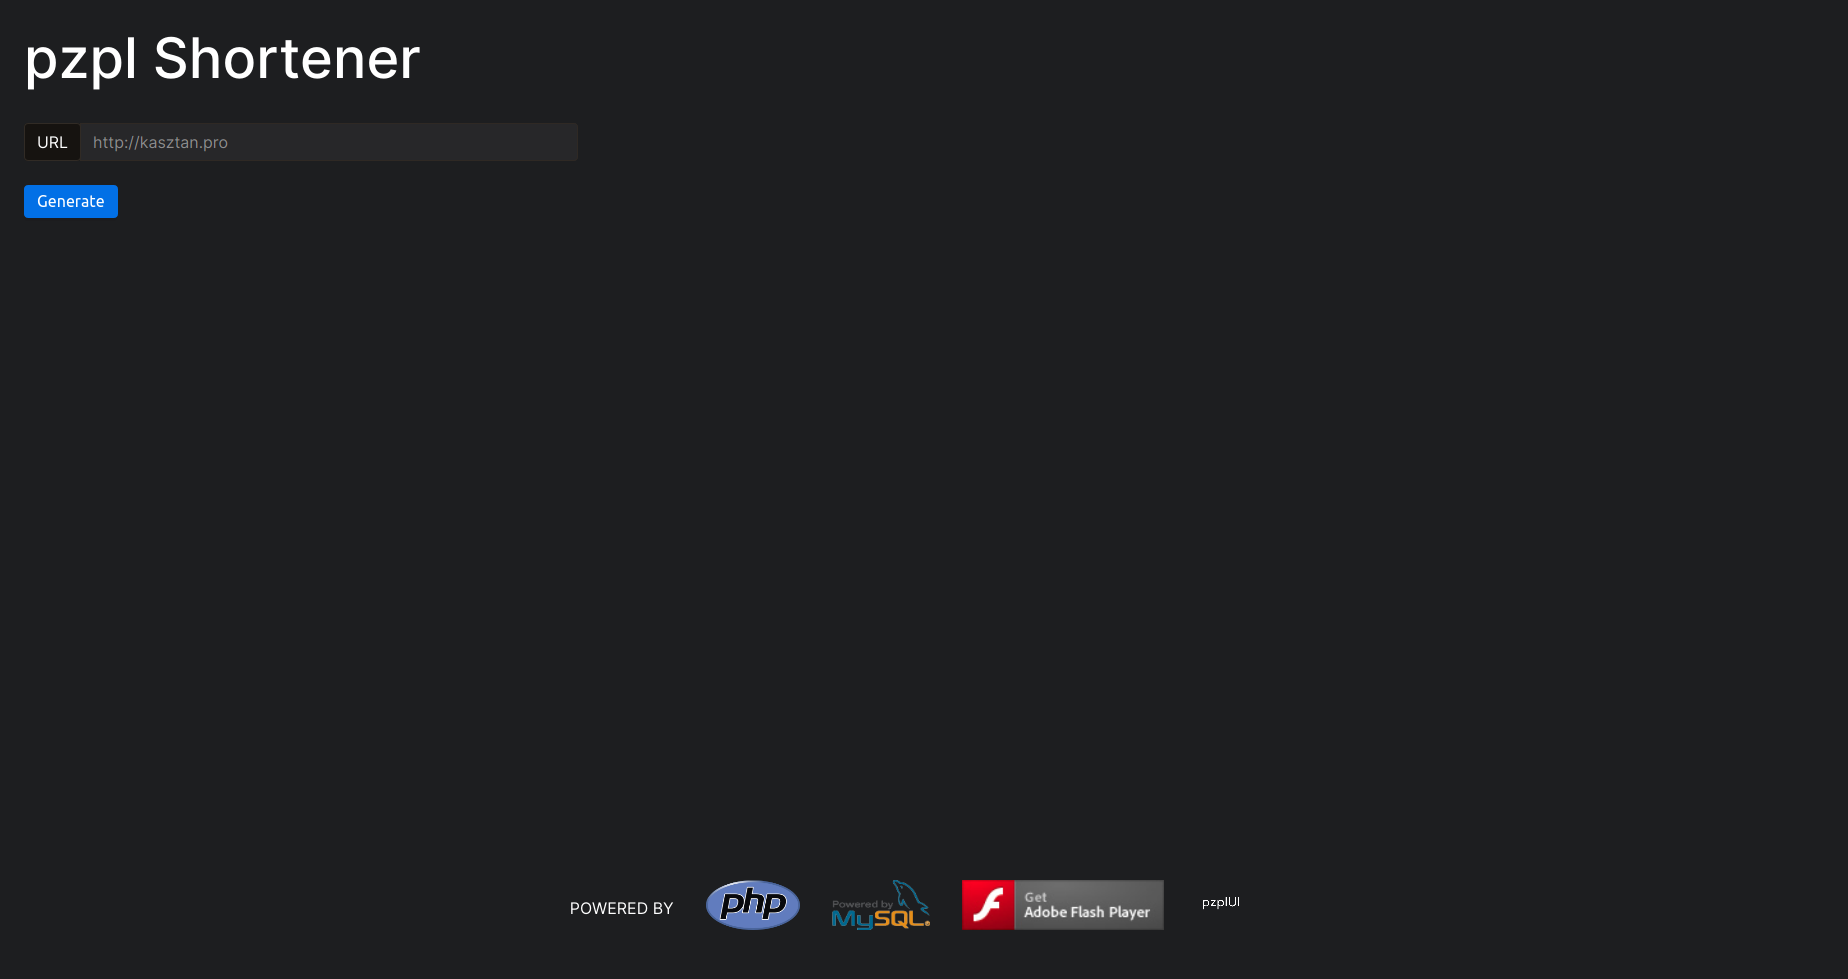 pzpl Shortener
URL http://kasztan.pro
Generate
POWERED BY
php
Powered by
MySQL®
Get
Adobe Flash Player
pzplUI